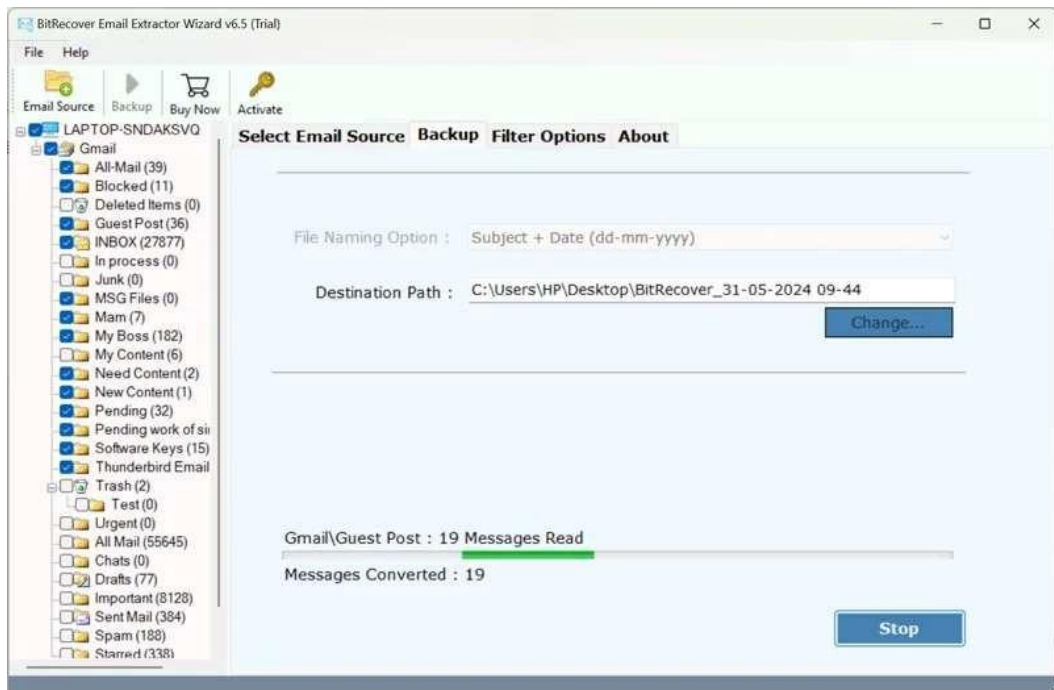 BitRecover Email Extractor Wizard v6.5 (Trial)
File Help
Email Source Backup Buy Now Activate
LAPTOP-SNDAKSVQ
Gmail
All-Mail (39)
Blocked (11)
Deleted Items (0)
Guest Post (36)
INBOX (27877)
In process (0)
Junk (0)
MSG Files (0)
Mam (7)
My Boss (182)
My Content (6)
Need Content (2)
New Content (1)
Pending (32)
Pending work of sir
Software Keys (15)
Thunderbird Email
Trash (2)
Test (0)
Urgent (0)
All Mail (55645)
Chats (0)
Drafts (77)
Important (8128)
Sent Mail (384)
Spam (188)
Starred (338)
Select Email Source Backup Filter Options About
File Naming Option : Subject + Date (dd-mm-yyyy)
Destination Path : C:\Users\HP\Desktop\BitRecover_31-05-2024 09-44
Change...
Gmail\Guest Post : 19 Messages Read
Messages Converted : 19
Stop